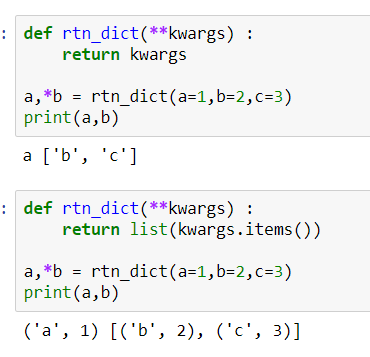 : def rtn_dict(**kwargs) :
    return kwargs
a,*b = rtn_dict(a=1,b=2,c=3)
print(a,b)
a ['b', 'c']
: def rtn_dict(**kwargs) :
    return list(kwargs.items())
a,*b = rtn_dict(a=1,b=2,c=3)
print(a,b)
('a', 1) [('b', 2), ('c', 3)]